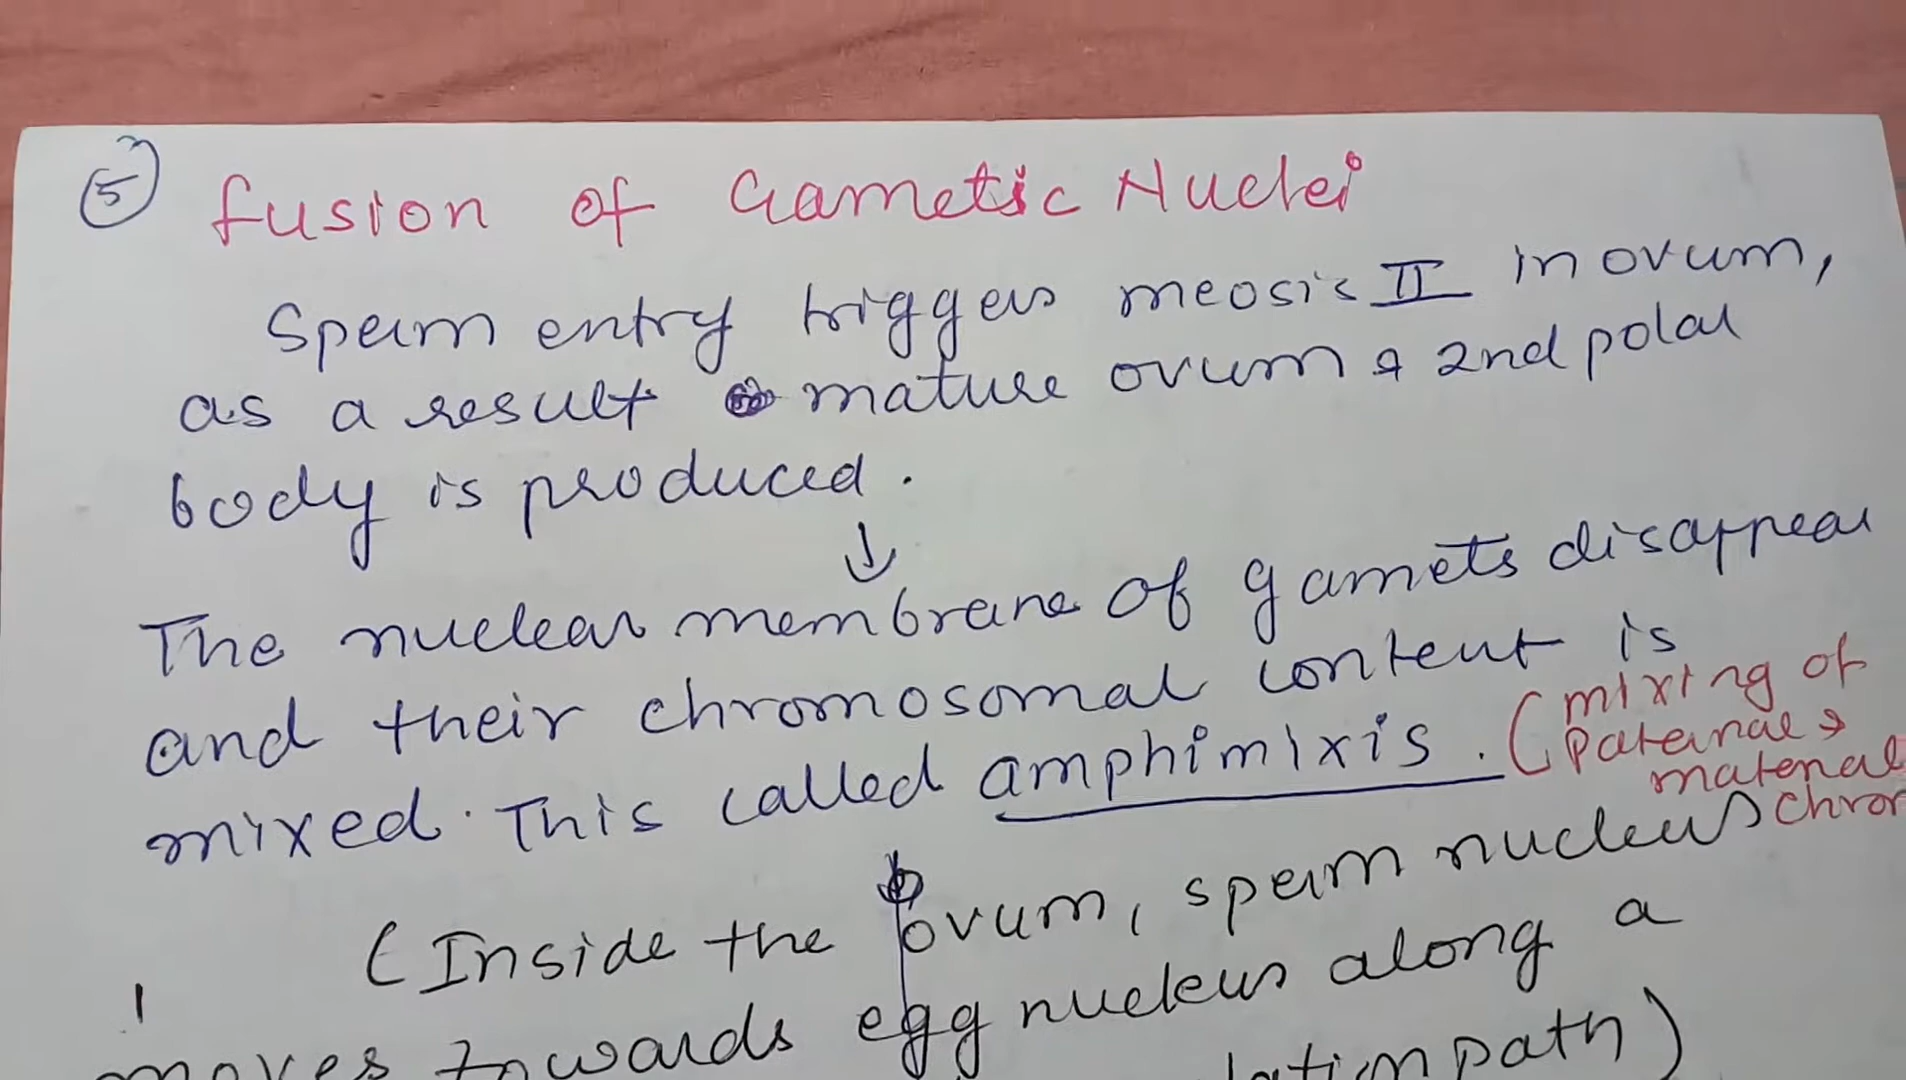 5) fusion of Gametic Nuclei
Sperm entry triggers meosis II in ovum,
as a result mature ovum & 2nd polar
body is produced.
↓
The nuclear membrane of gamets disappear
and their chromosomal content is
mixed. This called amphimixis. (mixing of
paternal &
maternal
chrom
(Inside the ovum, sperm nucleus
moves towards egg nucleus along a
path)